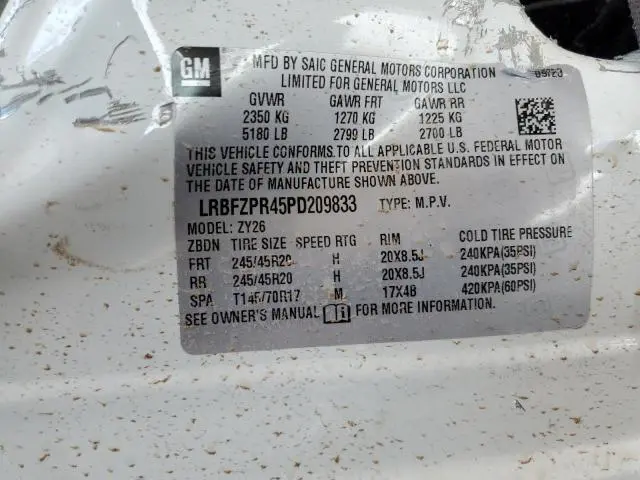 GM
MFD BY SAIC GENERAL MOTORS CORPORATION 05/23
LIMITED FOR GENERAL MOTORS LLC
GVWR GAWR FRT GAWR RR
2350 KG 1270 KG 1225 KG
5180 LB 2799 LB 2700 LB
THIS VEHICLE CONFORMS TO ALL APPLICABLE U.S. FEDERAL MOTOR
VEHICLE SAFETY AND THEFT PREVENTION STANDARDS IN EFFECT ON
THE DATE OF MANUFACTURE SHOWN ABOVE.
LRBFZPR45PD209833 TYPE: M.P.V.
MODEL: ZY26
ZBDN TIRE SIZE SPEED RTG RIM COLD TIRE PRESSURE
FRT 245/45R20 H 20X8.5J 240KPA(35PSI)
RR 245/45R20 H 20X8.5J 240KPA(35PSI)
SPA T145/70R17 M 17X4B 420KPA(60PSI)
SEE OWNER'S MANUAL FOR MORE INFORMATION.